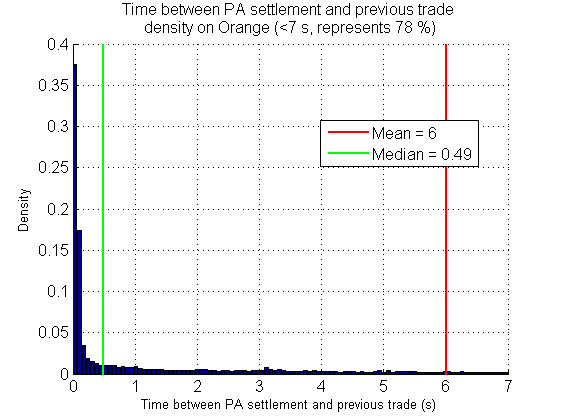 Time between PA settlement and previous trade
density on Orange (<7 s, represents 78 %)
0.4
0.35
0.3
0.25
0.2
0.15
0.1
0.05
0
Density
Mean = 6
Median = 0.49
0 1 2 3 4 5 6 7
Time between PA settlement and previous trade (s)